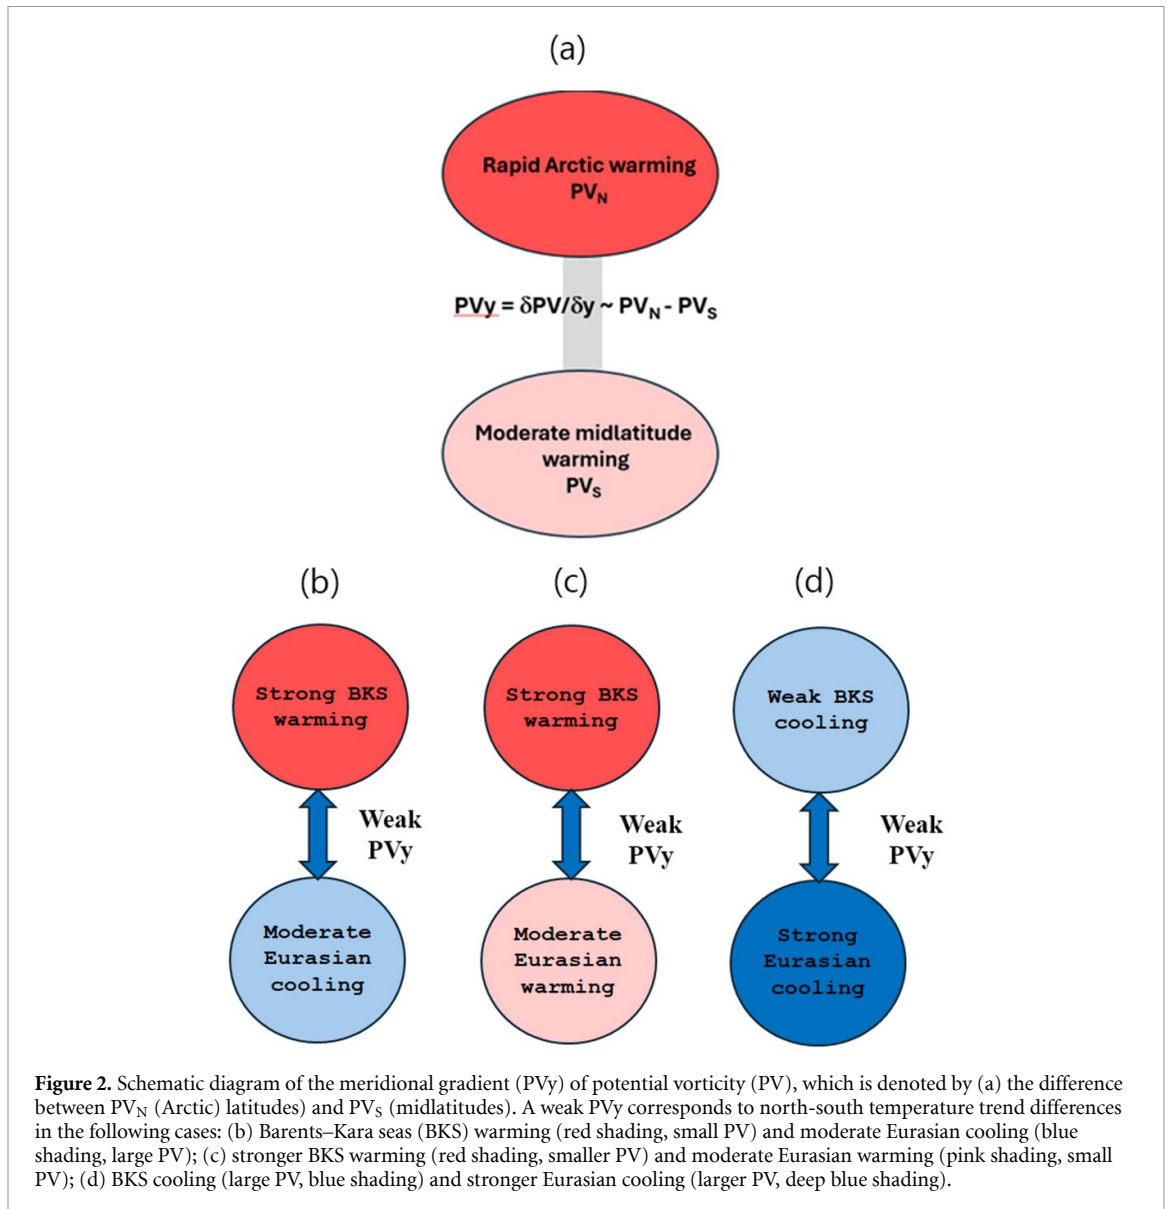 (a)
Rapid Arctic warming
PV_N
PVy = δPV/δy ~ PV_N - PV_S
Moderate midlatitude
warming
PV_S
(b)
(c)
(d)
Strong BKS
warming
Strong BKS
warming
Weak BKS
cooling
Weak
PVy
Weak
PVy
Weak
PVy
Moderate
Eurasian
cooling
Moderate
Eurasian
warming
Strong
Eurasian
cooling
Figure 2. Schematic diagram of the meridional gradient (PVy) of potential vorticity (PV), which is denoted by (a) the difference
between PV_N (Arctic) latitudes) and PV_S (midlatitudes). A weak PVy corresponds to north-south temperature trend differences
in the following cases: (b) Barents–Kara seas (BKS) warming (red shading, small PV) and moderate Eurasian cooling (blue
shading, large PV); (c) stronger BKS warming (red shading, smaller PV) and moderate Eurasian warming (pink shading, small
PV); (d) BKS cooling (large PV, blue shading) and stronger Eurasian cooling (larger PV, deep blue shading).